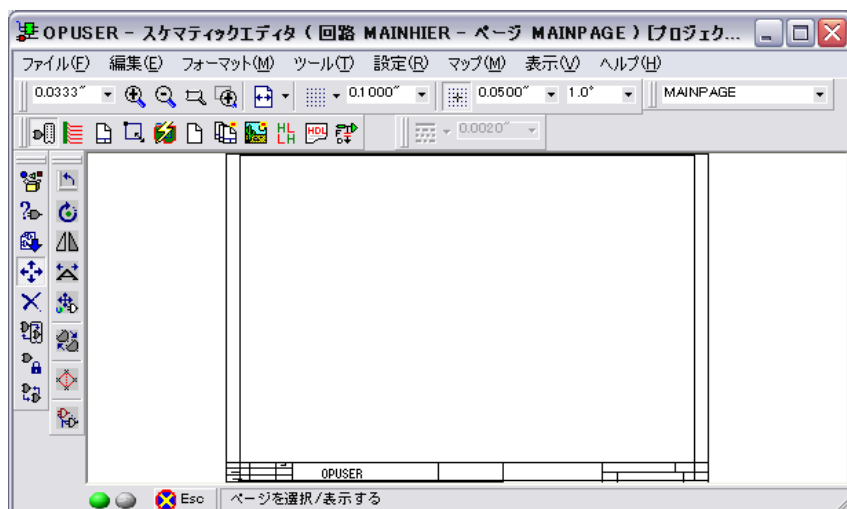 OPUSER - スケマティックエディタ ( 回路 MAINHIER - ページ MAINPAGE ) [プロジェク...
ファイル(F) 編集(E) フォーマット(M) ツール(T) 設定(R) マップ(M) 表示(V) ヘルプ(H)
0.0333" 0.1000" 0.0500" 1.0° MAINPAGE
HL LH HDL 0.0020"
OPUSER
Esc ページを選択/表示する